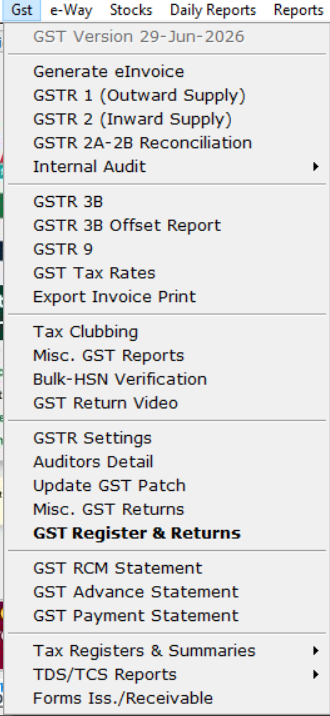 Gst e-Way Stocks Daily Reports Reports
GST Version 29-Jun-2026
Generate eInvoice
GSTR 1 (Outward Supply)
GSTR 2 (Inward Supply)
GSTR 2A-2B Reconciliation
Internal Audit
GSTR 3B
GSTR 3B Offset Report
GSTR 9
GST Tax Rates
Export Invoice Print
Tax Clubbing
Misc. GST Reports
Bulk-HSN Verification
GST Return Video
GSTR Settings
Auditors Detail
Update GST Patch
Misc. GST Returns
GST Register & Returns
GST RCM Statement
GST Advance Statement
GST Payment Statement
Tax Registers & Summaries
TDS/TCS Reports
Forms Iss./Receivable